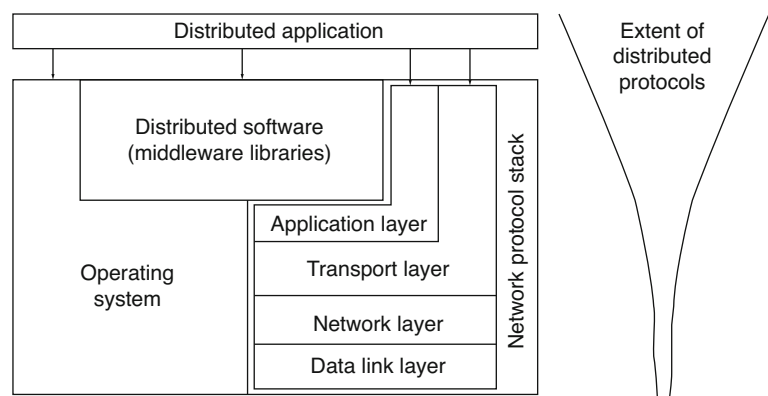 Distributed application
Extent of
distributed
protocols
Distributed software
(middleware libraries)
Network protocol stack
Application layer
Operating
system
Transport layer
Network layer
Data link layer